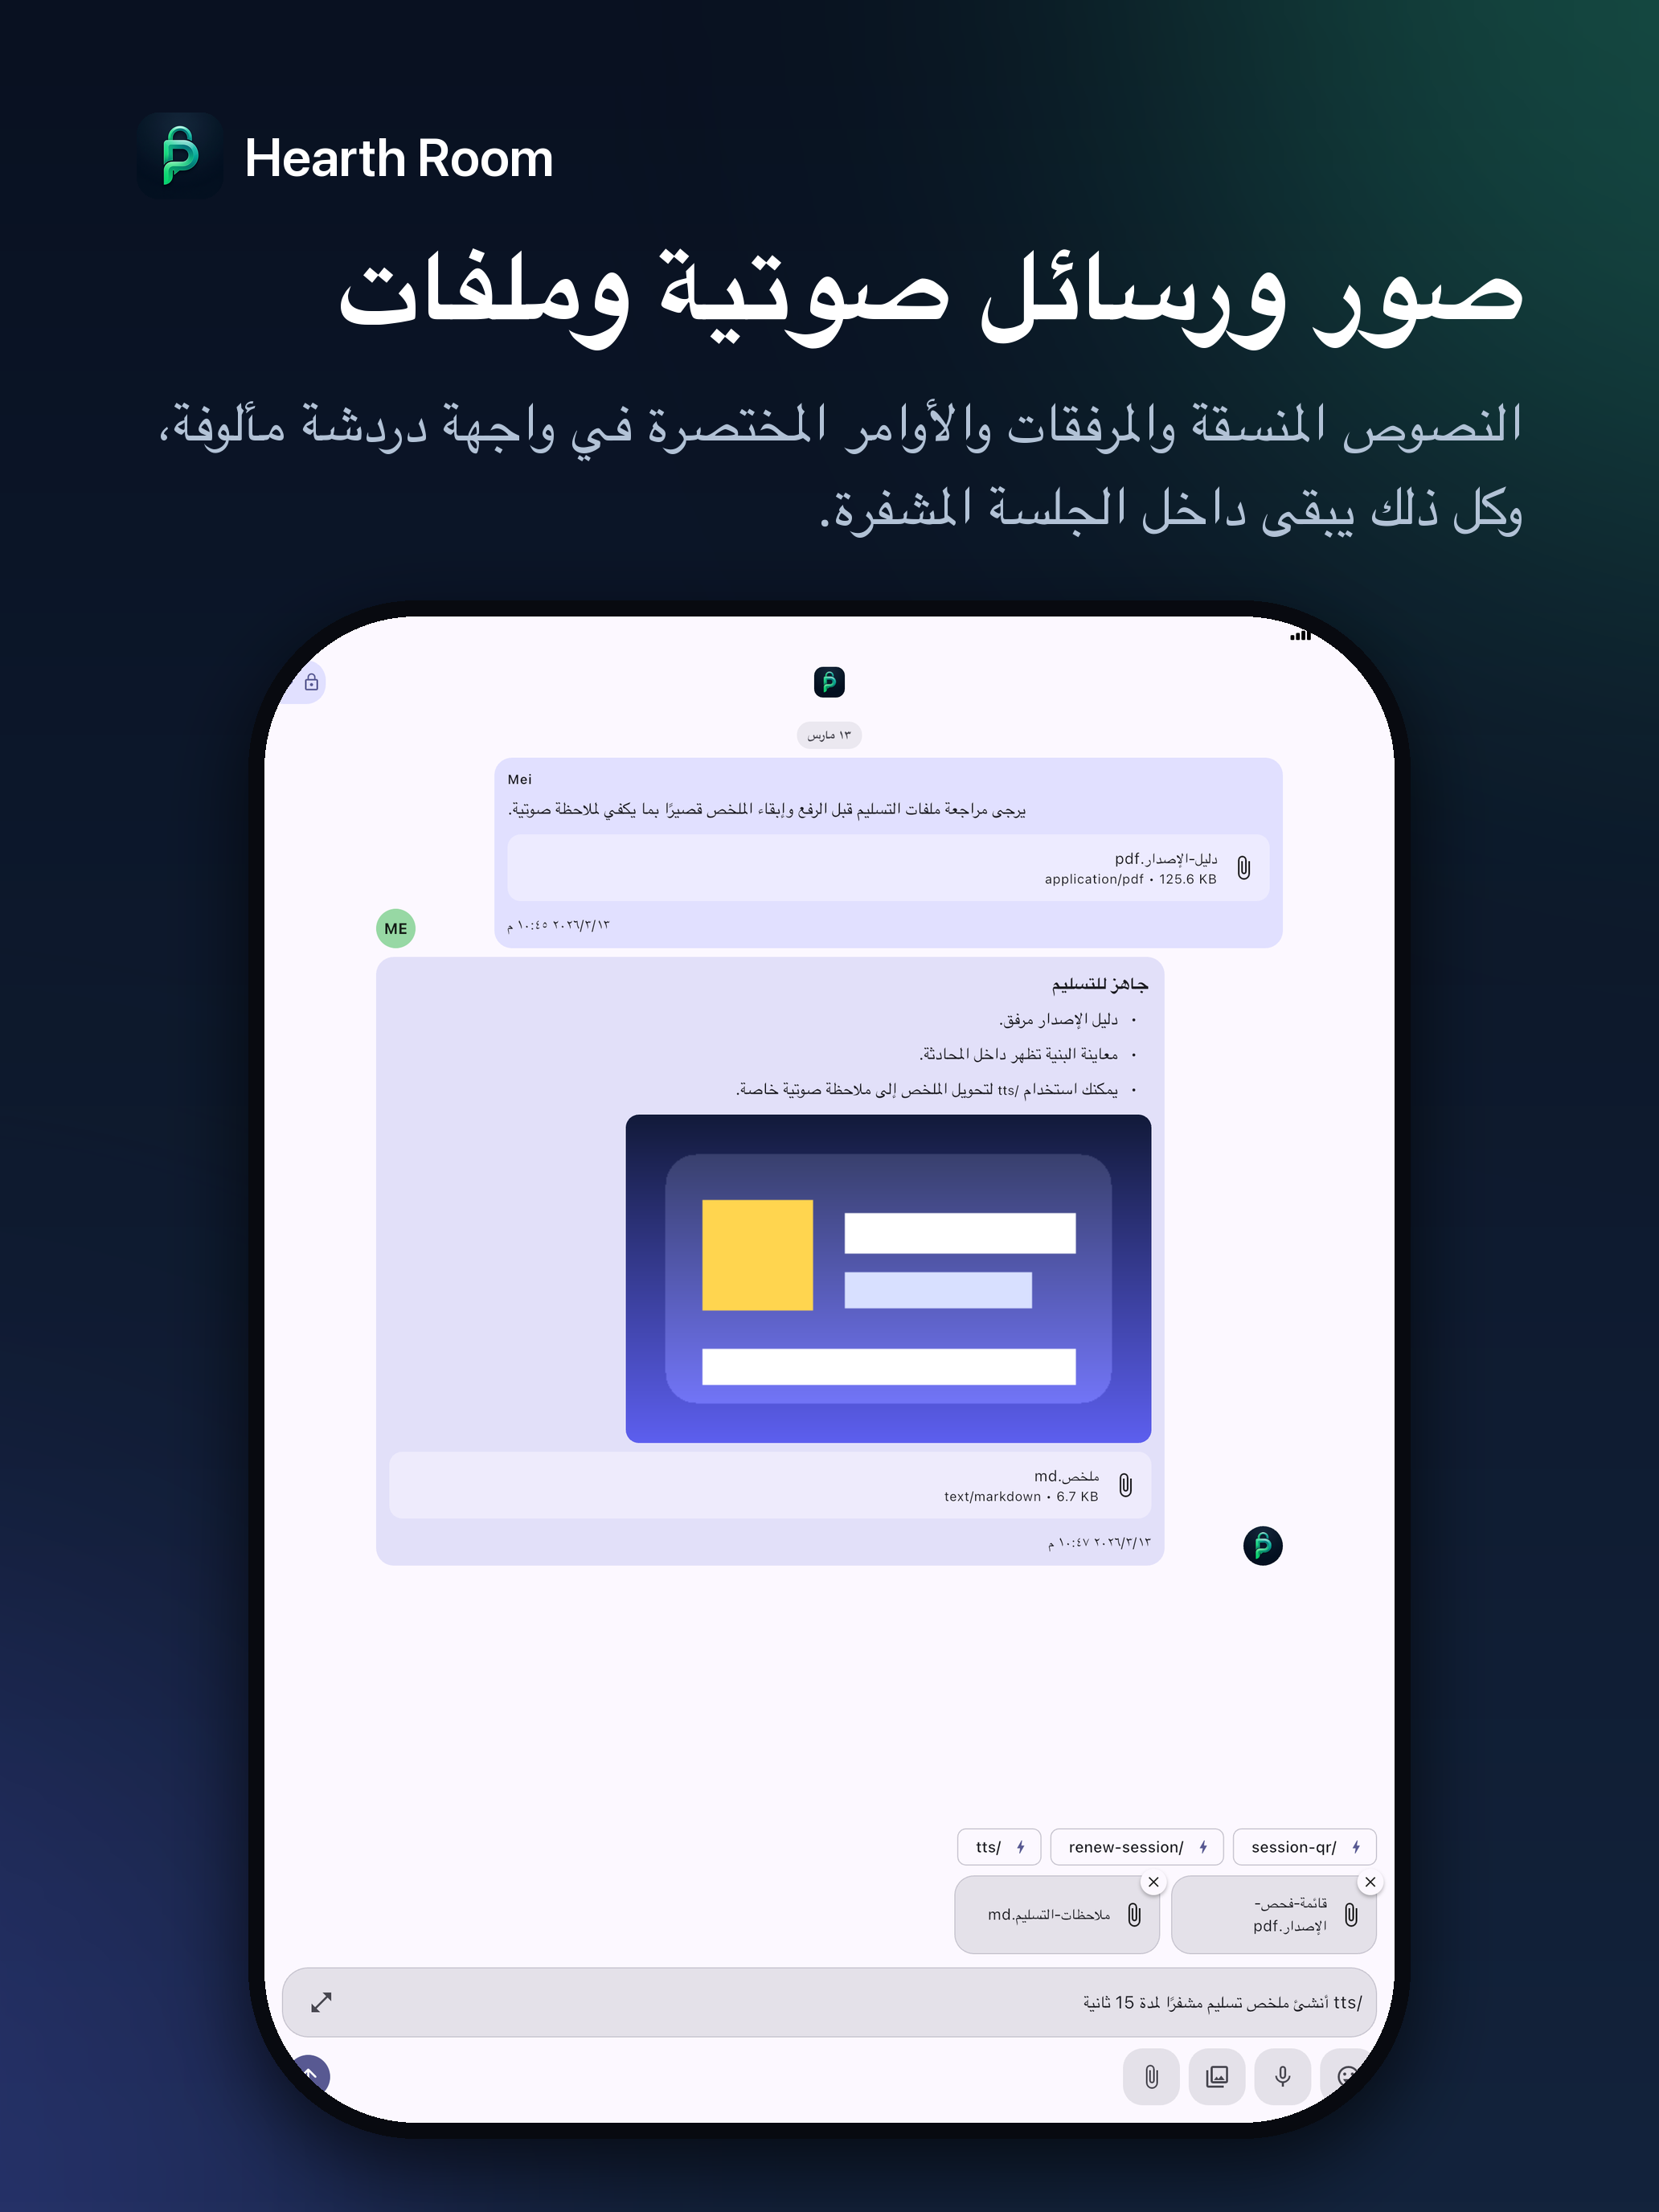 Hearth Room
صور ورسائل صوتية وملفات
النصوص المنسقة والمرفقات والأوامر المختصرة في واجهة دردشة مألوفة،
وكل ذلك يبقى داخل الجلسة المشفرة.
١٣ مارس
Mei
يرجى مراجعة ملفات التسليم قبل الرفع وإبقاء الملخص قصيرًا بما يكفي لملاحظة صوتية.
دليل-الإصدار.pdf
application/pdf • 125.6 KB
١٣‏/٣‏/٢٠٢٦ ١٠:٤٥ م
ME
جاهز للتسليم
• دليل الإصدار مرفق.
• معاينة البنية تظهر داخل المحادثة.
• يمكنك استخدام /tts لتحويل الملخص إلى ملاحظة صوتية خاصة.
ملخص.md
text/markdown • 6.7 KB
١٣‏/٣‏/٢٠٢٦ ١٠:٤٧ م
session-qr/
renew-session/
tts/
قائمة-فحص-
الإصدار.pdf
ملاحظات-التسليم.md
/tts أنشئ ملخص تسليم مشفرًا لمدة 15 ثانية